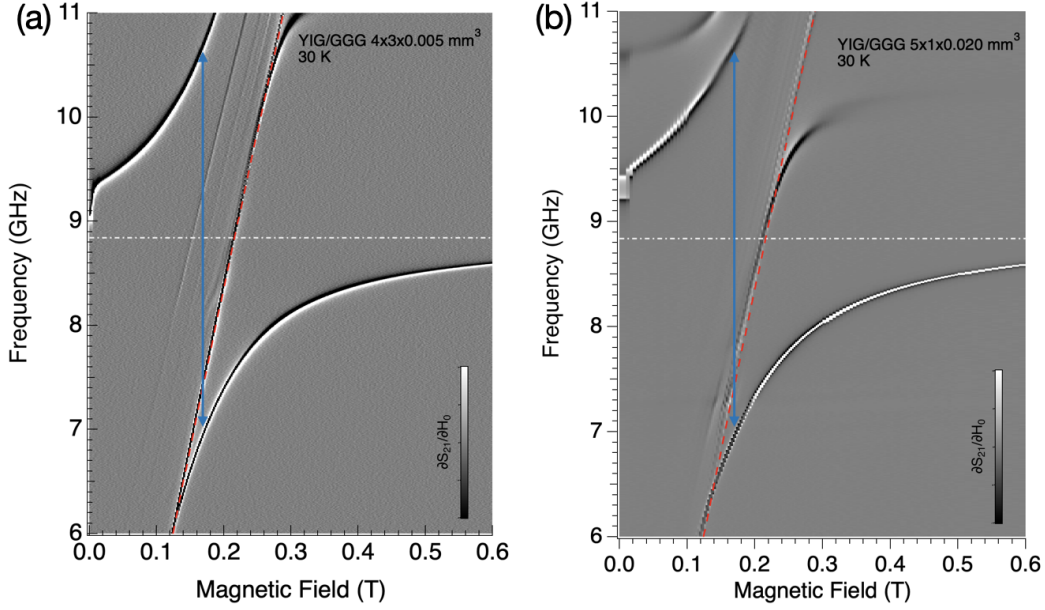 (a)
YIG/GGG 4x3x0.005 mm³
30 K
11
10
9
8
7
6
Frequency (GHz)
0.0 0.1 0.2 0.3 0.4 0.5 0.6
Magnetic Field (T)
∂S₂₁/∂H₀
(b)
YIG/GGG 5x1x0.020 mm³
30 K
11
10
9
8
7
6
Frequency (GHz)
0.0 0.1 0.2 0.3 0.4 0.5 0.6
Magnetic Field (T)
∂S₂₁/∂H₀